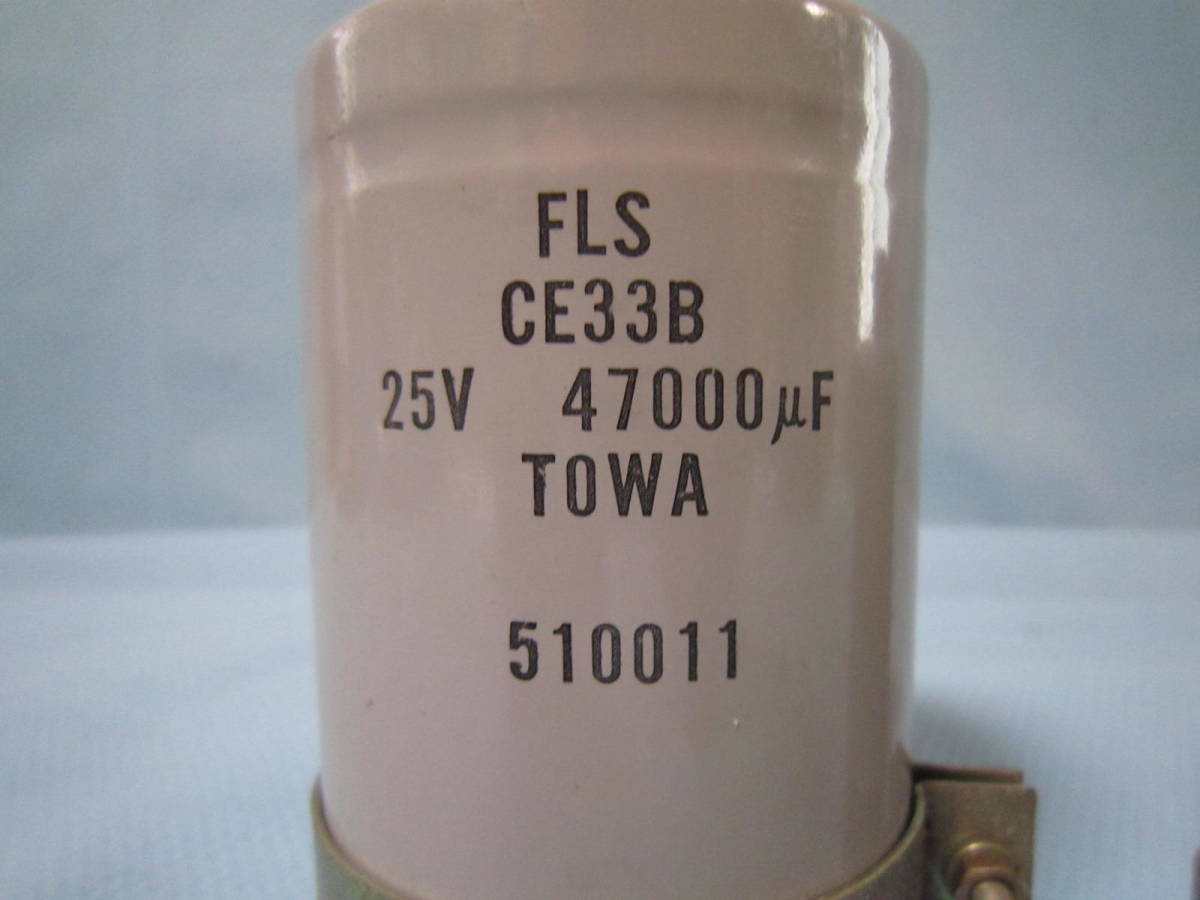 FLS
CE33B
25V 47000μF
TOWA
510011